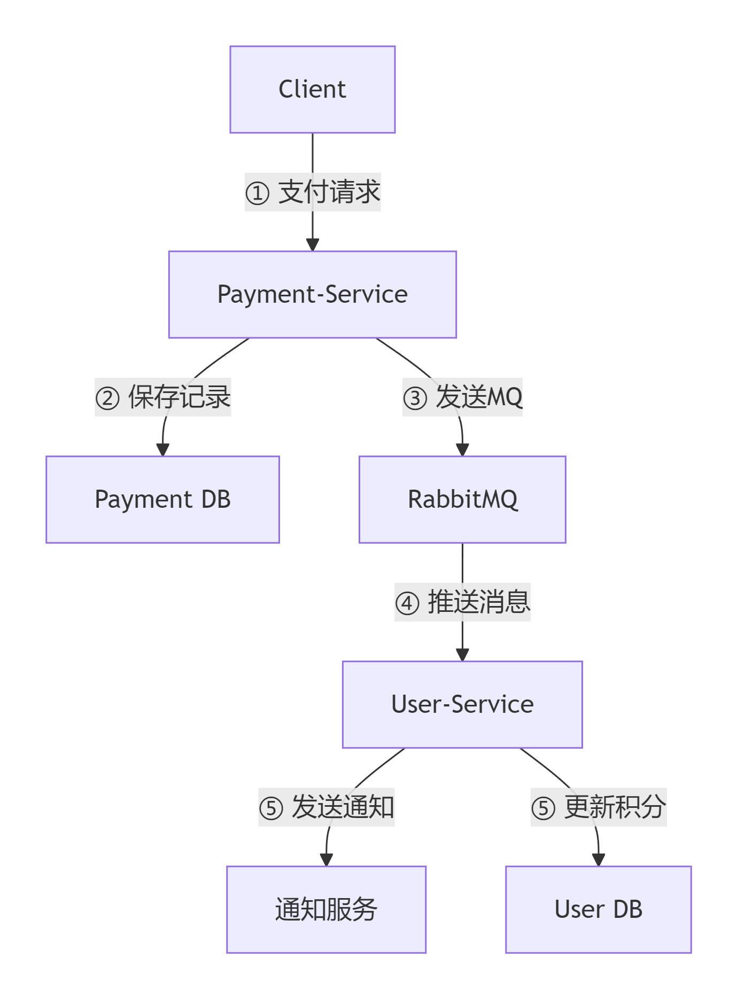 Client
① 支付请求
Payment-Service
② 保存记录
③ 发送MQ
Payment DB
RabbitMQ
④ 推送消息
User-Service
⑤ 发送通知
⑤ 更新积分
通知服务
User DB